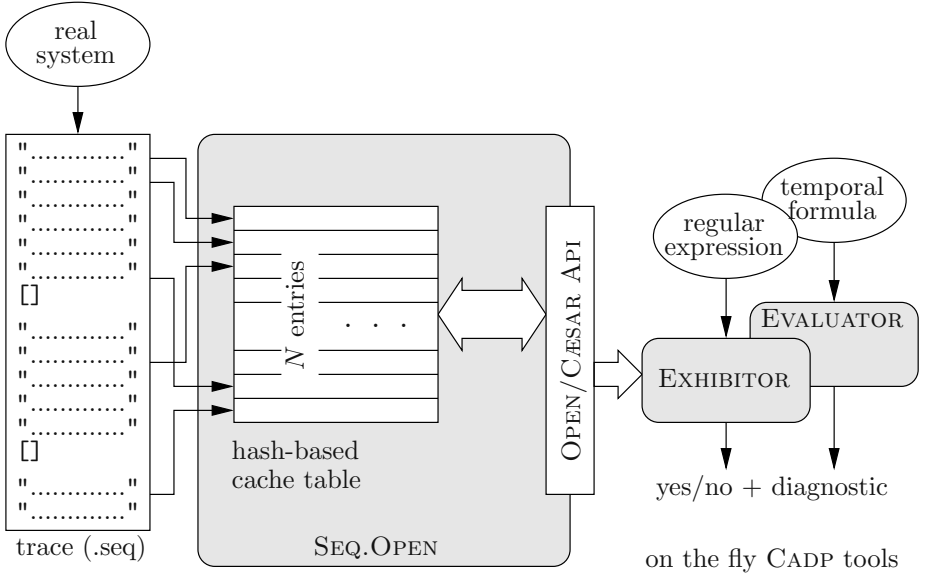 real
system
"............."
"............."
"............."
"............."
"............."
"............."
[]
"............."
"............."
"............."
"............."
"............."
[]
"............."
"............."
trace (.seq)
N entries
. . .
hash-based
cache table
SEQ.OPEN
OPEN/CÆSAR API
regular
expression
temporal
formula
EVALUATOR
EXHIBITOR
yes/no + diagnostic
on the fly CADP tools